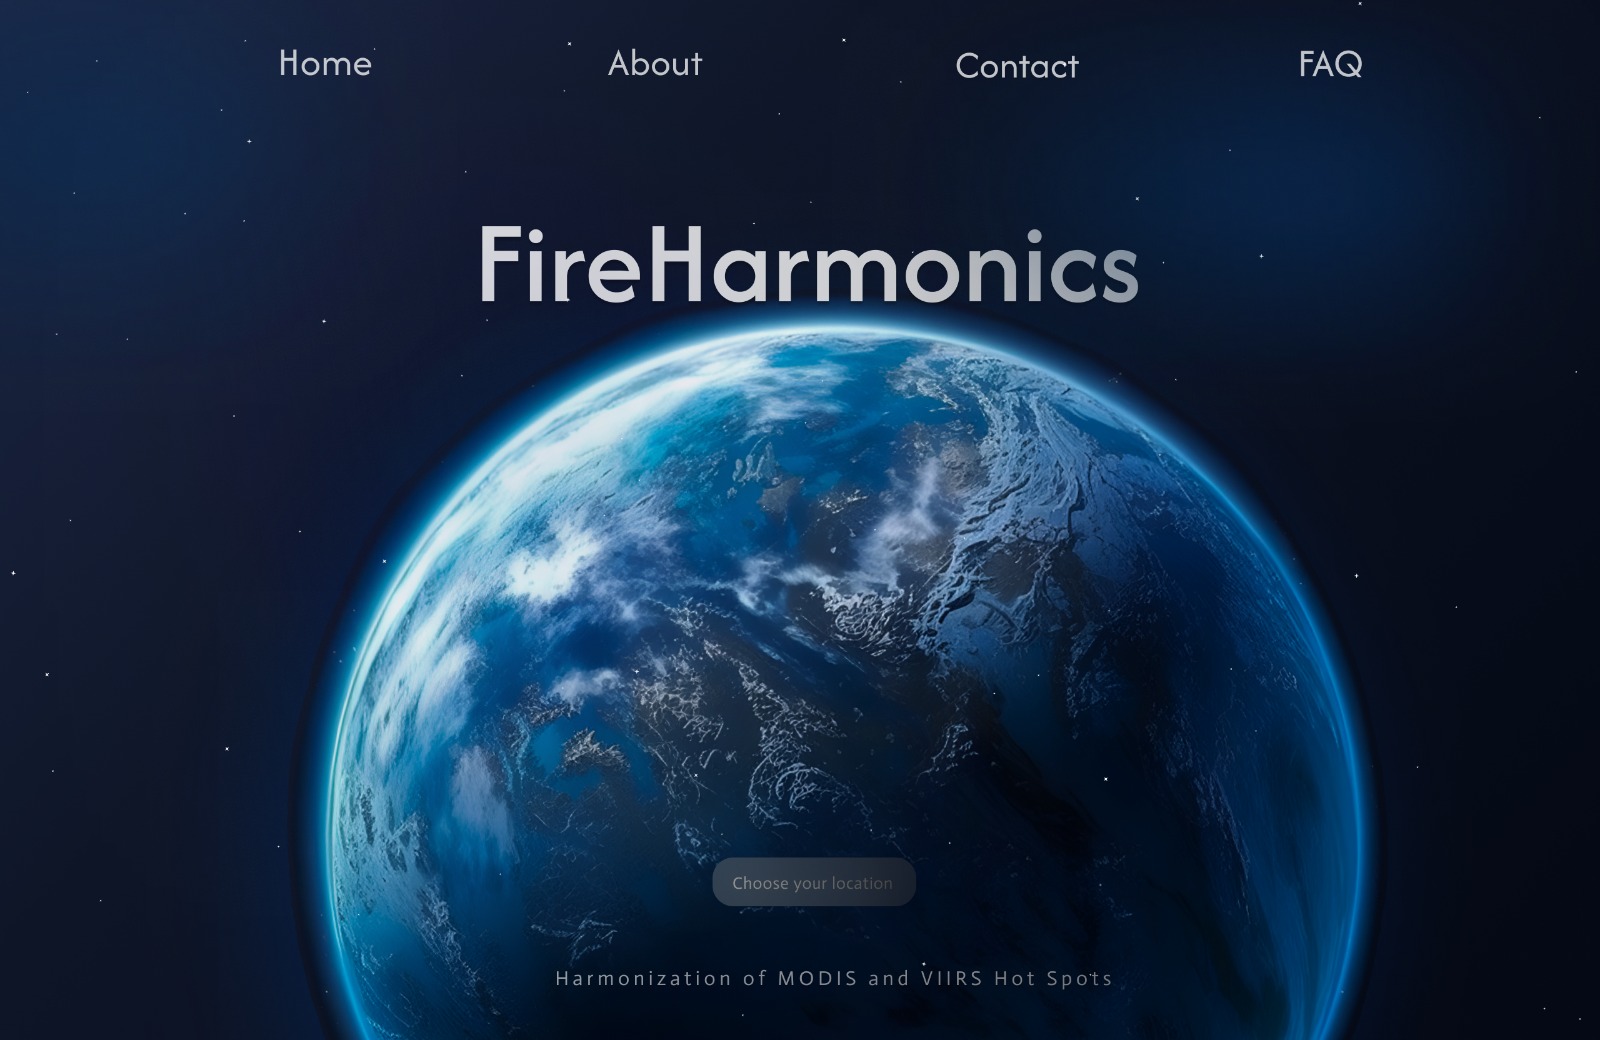 Home About Contact FAQ
FireHarmonics
Choose your location
Harmonization of MODIS and VIIRS Hot Spots